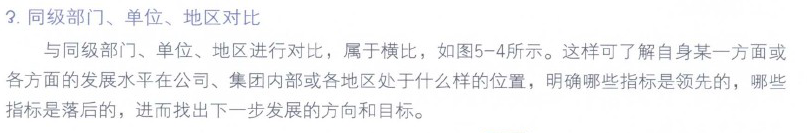 3. 同级部门、单位、地区对比
与同级部门、单位、地区进行对比，属于横比，如图5-4所示。这样可了解自身某一方面或
各方面的发展水平在公司、集团内部或各地区处于什么样的位置，明确哪些指标是领先的，哪些
指标是落后的，进而找出下一步发展的方向和目标。